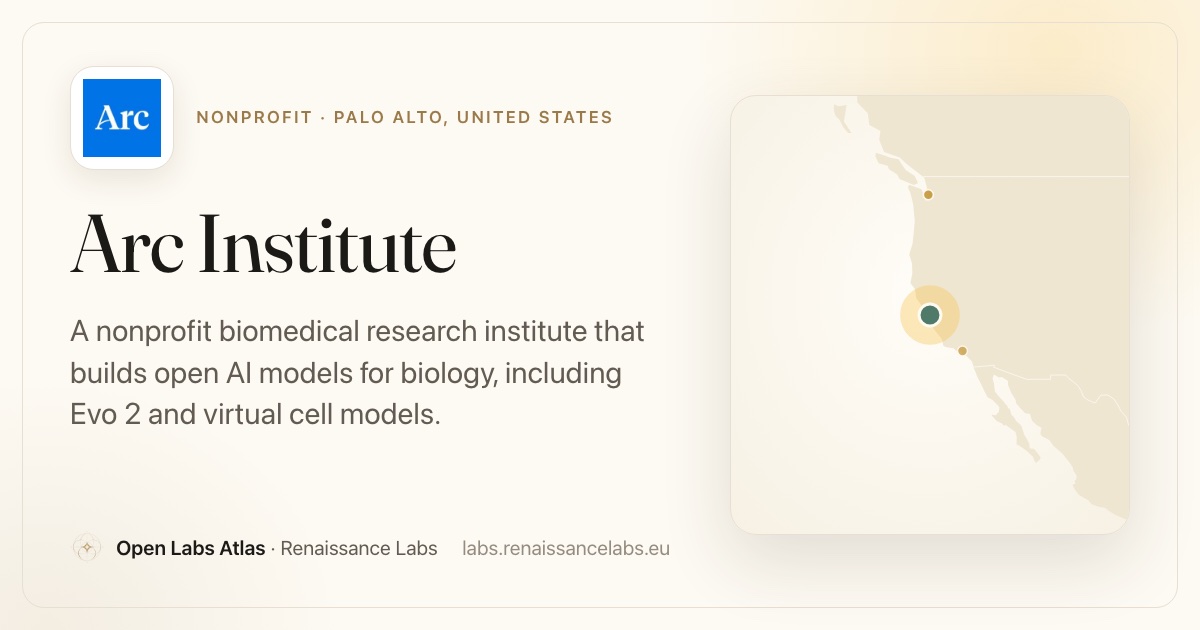 Arc
NONPROFIT · PALO ALTO, UNITED STATES
Arc Institute
A nonprofit biomedical research institute that
builds open AI models for biology, including
Evo 2 and virtual cell models.
Open Labs Atlas · Renaissance Labs labs.renaissancelabs.eu